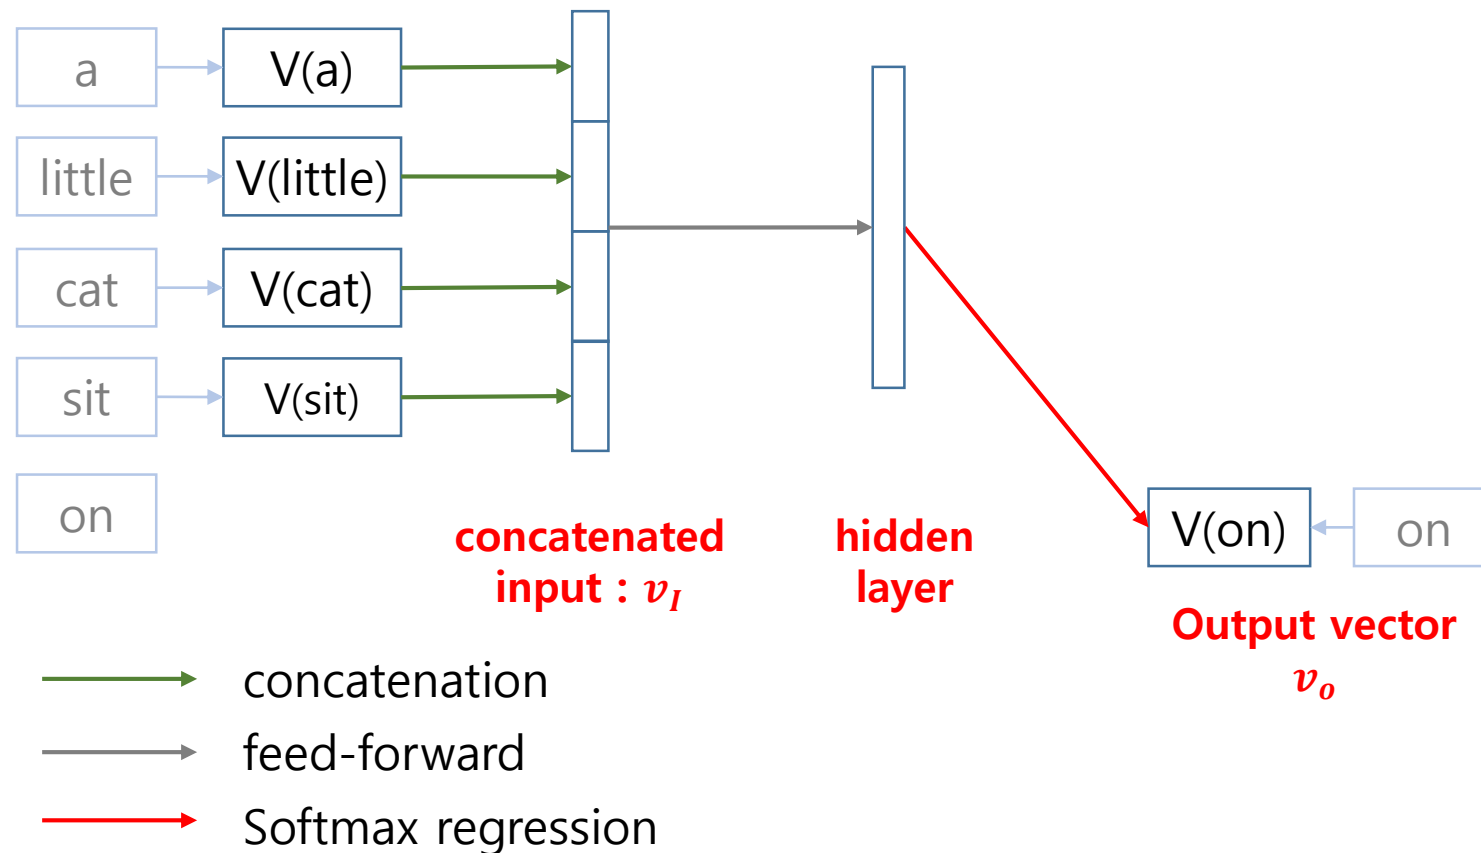 a
V(a)
little
V(little)
cat
V(cat)
sit
V(sit)
on
concatenated
input : v_I
hidden
layer
V(on)
on
Output vector
v_o
concatenation
feed-forward
Softmax regression